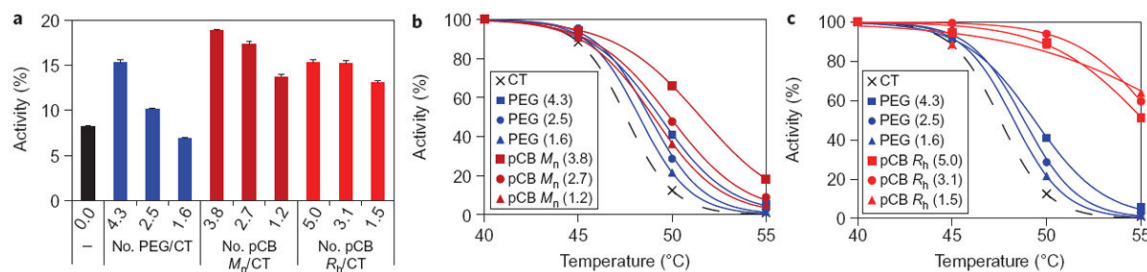 a
Activity (%)
20
15
10
5
0
0.0
4.3
2.5
1.6
3.8
2.7
1.2
5.0
3.1
1.5
–
No. PEG/CT
No. pCB
Mn/CT
No. pCB
Rh/CT
b
Activity (%)
100
80
60
40
20
0
CT
PEG (4.3)
PEG (2.5)
PEG (1.6)
pCB Mn (3.8)
pCB Mn (2.7)
pCB Mn (1.2)
40
45
50
55
Temperature (°C)
c
Activity (%)
100
80
60
40
20
0
CT
PEG (4.3)
PEG (2.5)
PEG (1.6)
pCB Rh (5.0)
pCB Rh (3.1)
pCB Rh (1.5)
40
45
50
55
Temperature (°C)